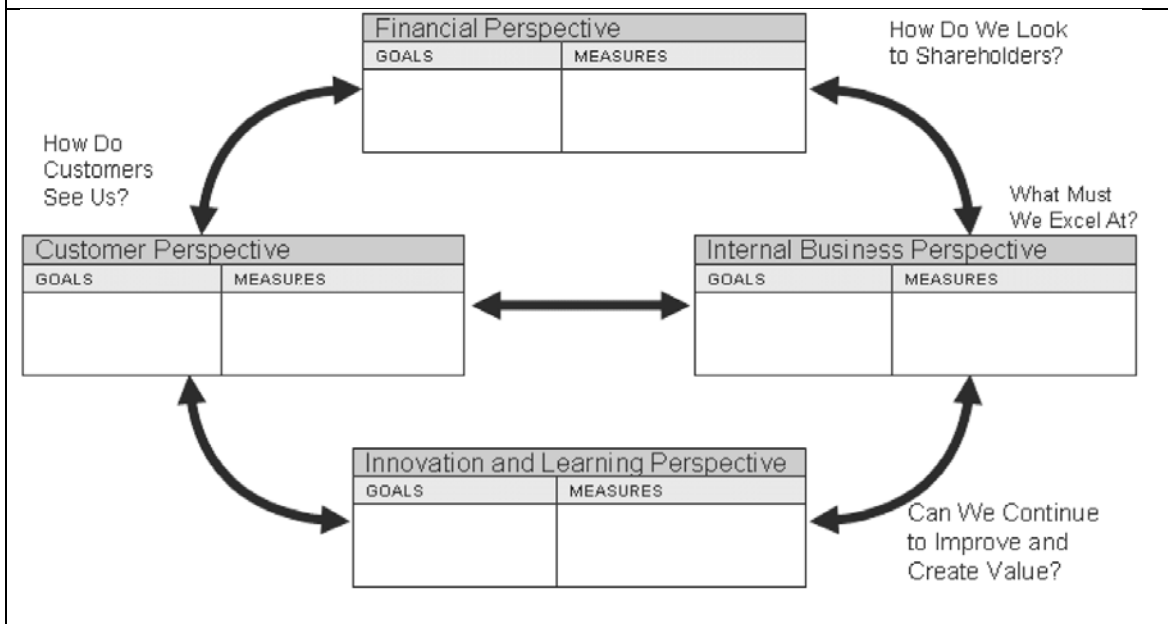 Financial Perspective
GOALS MEASURES
How Do We Look
to Shareholders?
How Do
Customers
See Us?
What Must
We Excel At?
Customer Perspective
GOALS MEASURES
Internal Business Perspective
GOALS MEASURES
Innovation and Learning Perspective
GOALS MEASURES
Can We Continue
to Improve and
Create Value?